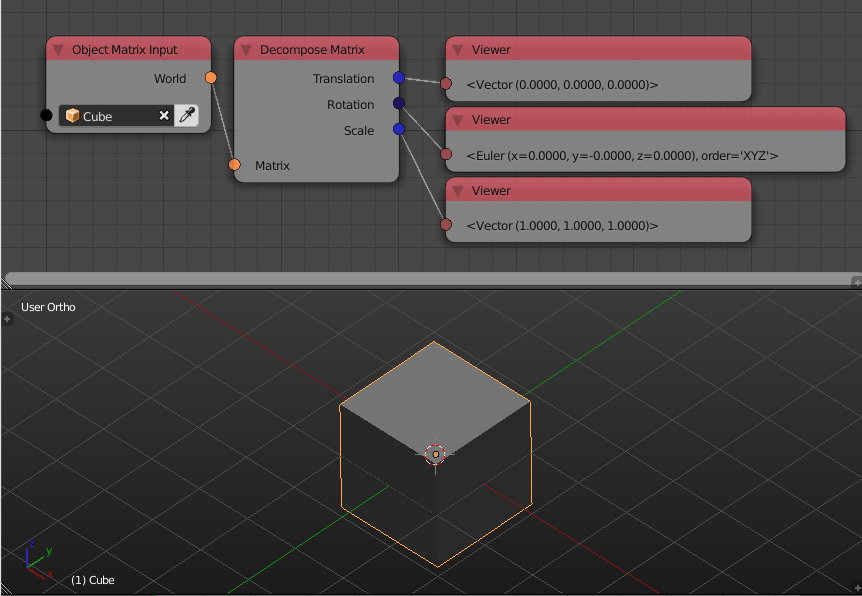 Object Matrix Input
World
Cube
Decompose Matrix
Translation
Rotation
Scale
Matrix
Viewer
<Vector (0.0000, 0.0000, 0.0000)>
Viewer
<Euler (x=0.0000, y=-0.0000, z=0.0000), order='XYZ'>
Viewer
<Vector (1.0000, 1.0000, 1.0000)>
User Ortho
z
y
x
(1) Cube